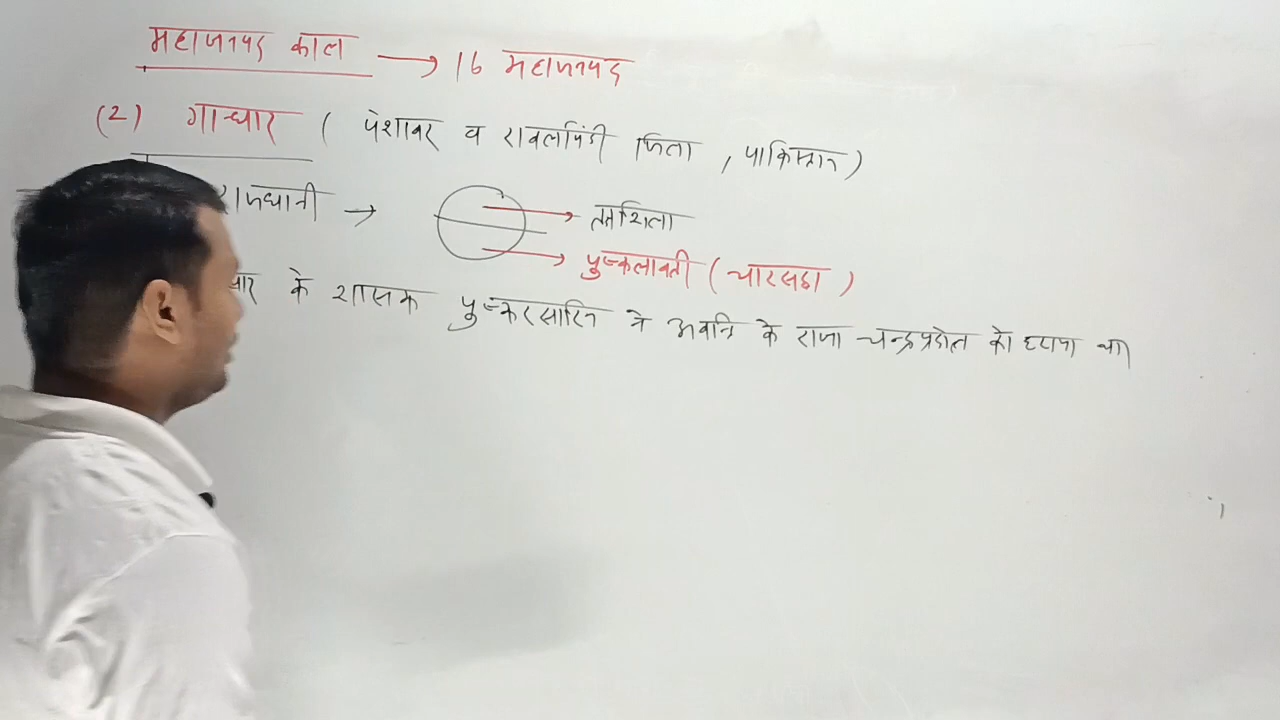 महाजनपद काल → 16 महाजनपद
(2) गान्धार ( पेशावर व रावलपिंडी जिला , पाकिस्तान )
राजधानी → तक्षशिला
पुष्कलावती ( चारसद्दा )
धार के शासक पुष्करसारिन ने अवन्ति के राजा चन्द्रप्रद्योत को हराया था